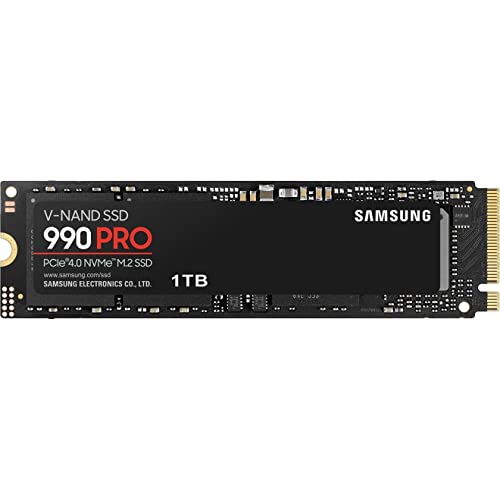 V-NAND SSD
990 PRO
PCIe® 4.0 NVMe™ M.2 SSD
www.samsung.com/ssd
SAMSUNG ELECTRONICS CO., LTD.
1TB
SAMSUNG